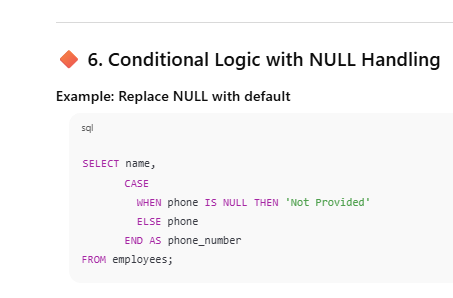 6. Conditional Logic with NULL Handling
Example: Replace NULL with default
sql
SELECT name,
       CASE
         WHEN phone IS NULL THEN 'Not Provided'
         ELSE phone
       END AS phone_number
FROM employees;